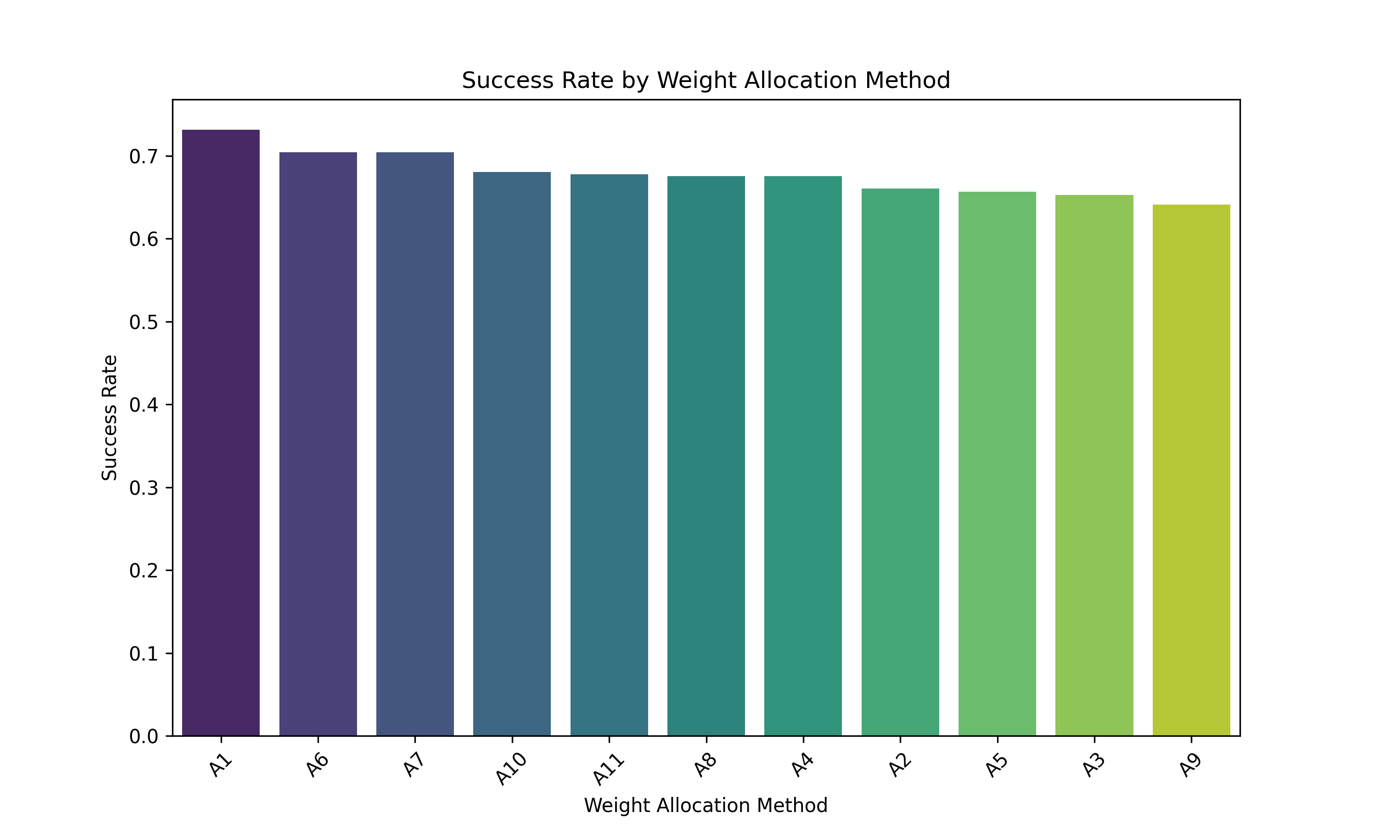 Success Rate by Weight Allocation Method
Success Rate
0.7
0.6
0.5
0.4
0.3
0.2
0.1
0.0
A1 A6 A7 A10 A11 A8 A4 A2 A5 A3 A9
Weight Allocation Method